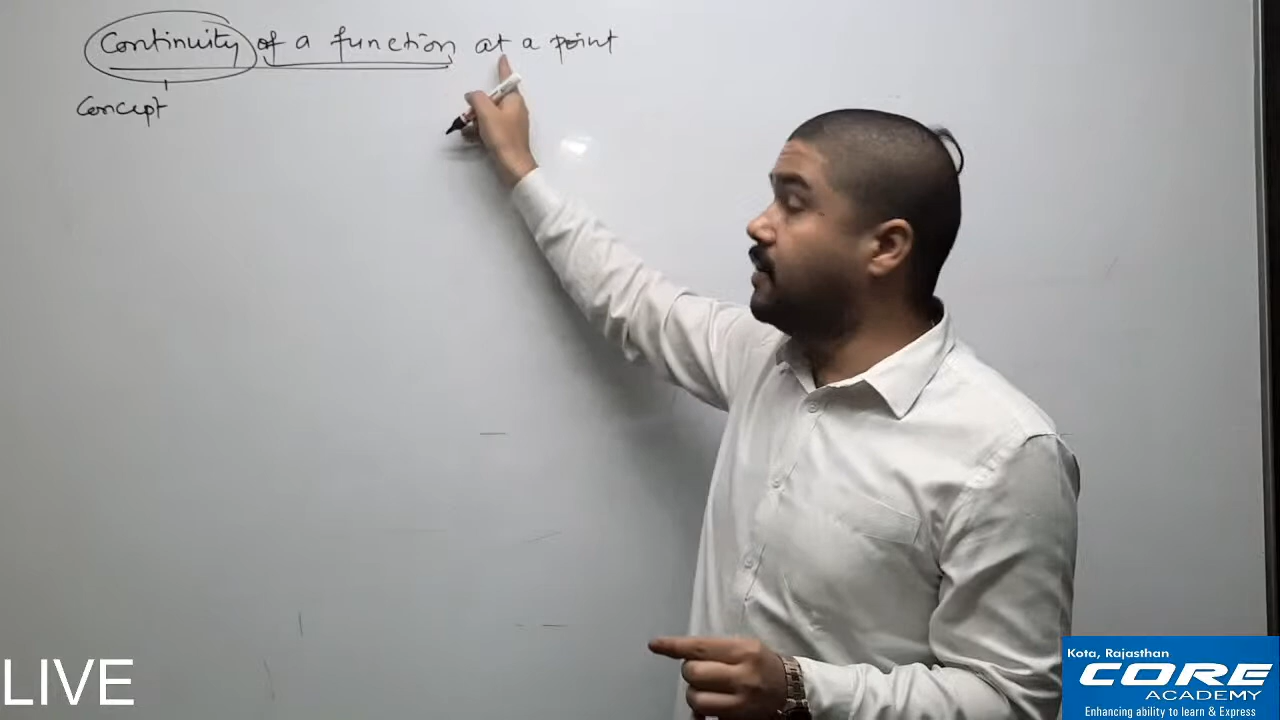 Continuity of a function at a point
Concept
LIVE
Kota, Rajasthan
CORE
ACADEMY
Enhancing ability to learn & Express